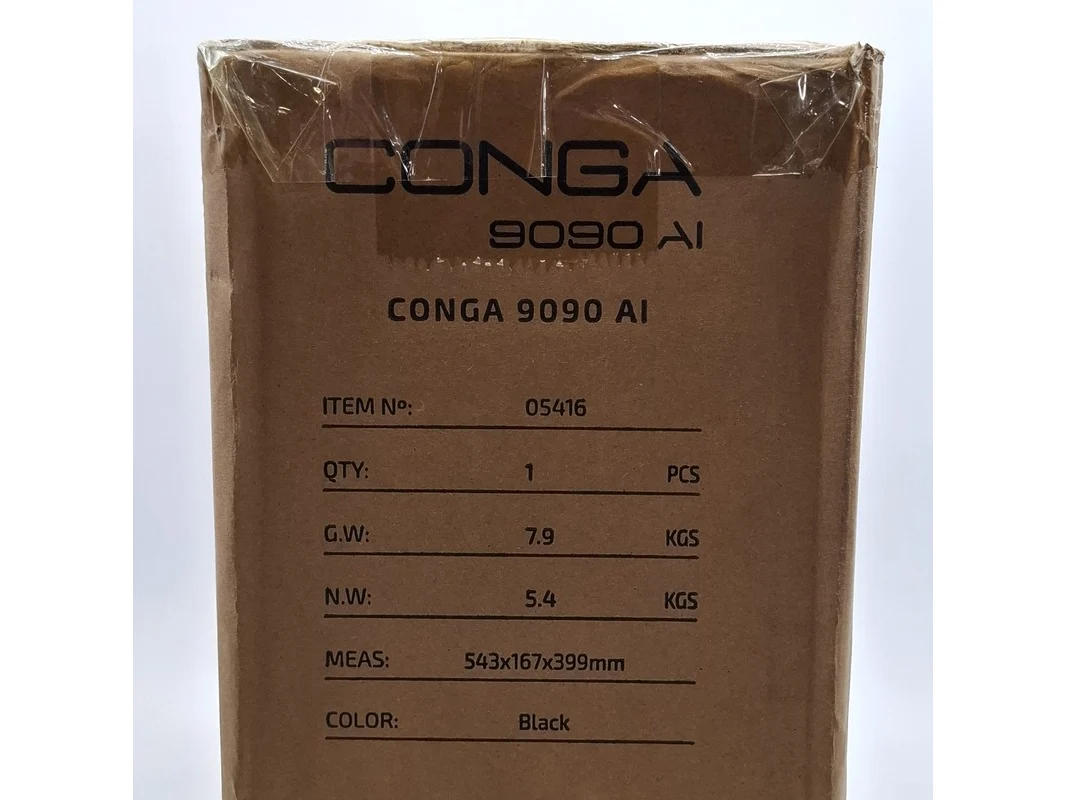 CONGA
9090 AI
CONGA 9090 AI
ITEM Nº: 05416
QTY: 1 PCS
G.W: 7.9 KGS
N.W: 5.4 KGS
MEAS: 543x167x399mm
COLOR: Black